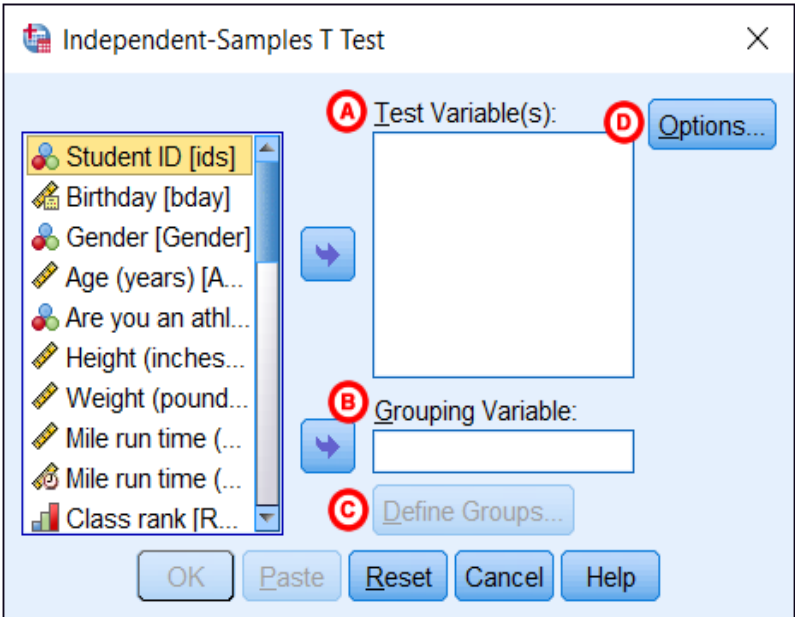 Independent-Samples T Test
A Test Variable(s):
D Options...
Student ID [ids]
Birthday [bday]
Gender [Gender]
Age (years) [A...
Are you an athl...
Height (inches...
Weight (pound...
Mile run time (...
Mile run time (...
Class rank [R...
B Grouping Variable:
C Define Groups...
OK Paste Reset Cancel Help